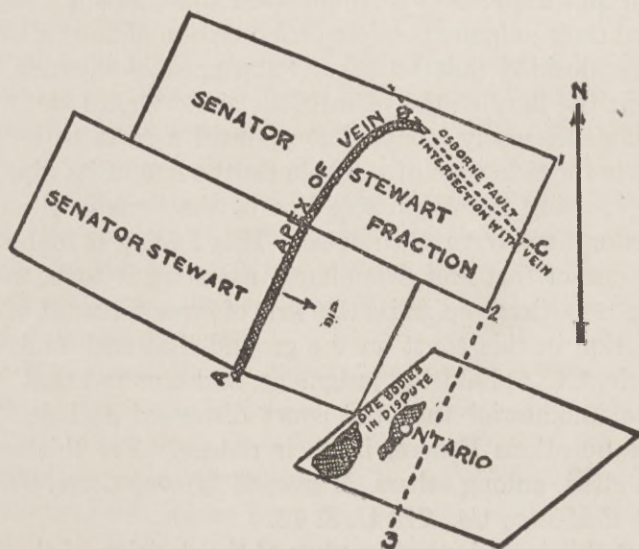 N
SENATOR
B
1
OSBORNE FAULT
INTERSECTION WITH VEIN
APEX OF VEIN
STEWART
FRACTION
C
SENATOR STEWART
DIP
2
A
ORE BODIES
IN DISPUTE
ONTARIO
3